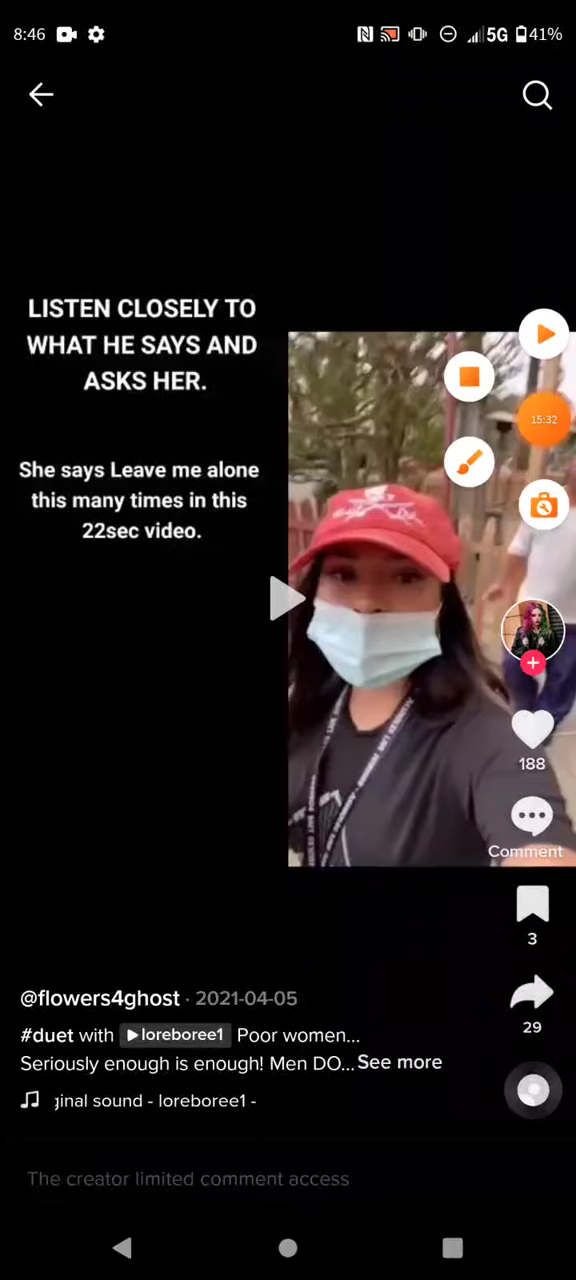 8:46
5G 41%
LISTEN CLOSELY TO
WHAT HE SAYS AND
ASKS HER.
She says Leave me alone
this many times in this
22sec video.
15:32
188
Comment
3
29
@flowers4ghost · 2021-04-05
#duet with loreboree1 Poor women...
Seriously enough is enough! Men DO... See more
ginal sound - loreboree1 -
The creator limited comment access